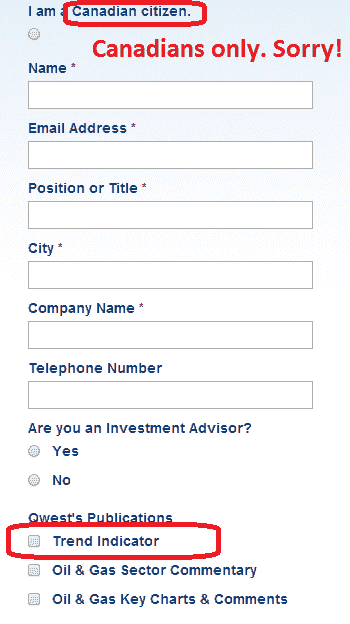 I am a Canadian citizen.
Canadians only. Sorry!
Name *
Email Address *
Position or Title *
City *
Company Name *
Telephone Number
Are you an Investment Advisor?
Yes
No
Qwest's Publications
Trend Indicator
Oil & Gas Sector Commentary
Oil & Gas Key Charts & Comments